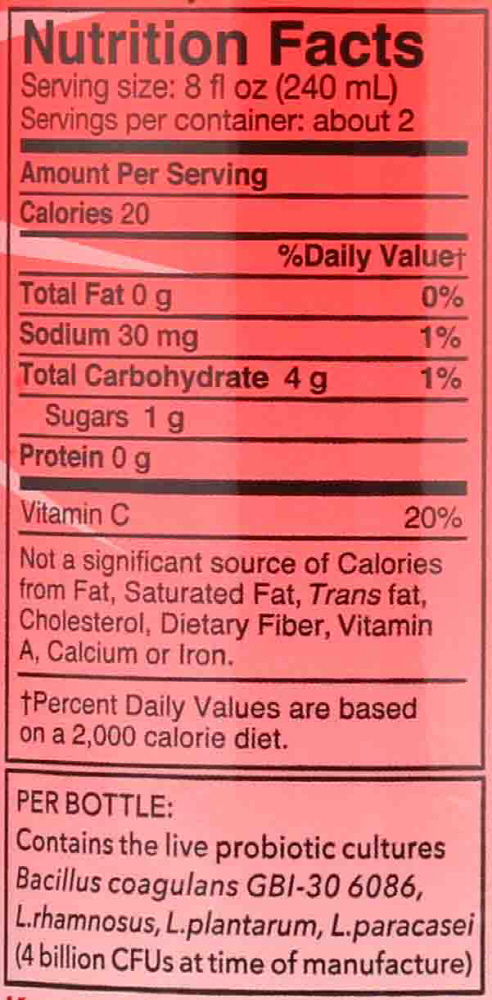 Nutrition Facts
Serving size: 8 fl oz (240 mL)
Servings per container: about 2
Amount Per Serving
Calories 20
%Daily Value†
Total Fat 0 g 0%
Sodium 30 mg 1%
Total Carbohydrate 4 g 1%
Sugars 1 g
Protein 0 g
Vitamin C 20%
Not a significant source of Calories
from Fat, Saturated Fat, Trans fat,
Cholesterol, Dietary Fiber, Vitamin
A, Calcium or Iron.
†Percent Daily Values are based
on a 2,000 calorie diet.
PER BOTTLE:
Contains the live probiotic cultures
Bacillus coagulans GBI-30 6086,
L.rhamnosus, L.plantarum, L.paracasei
(4 billion CFUs at time of manufacture)